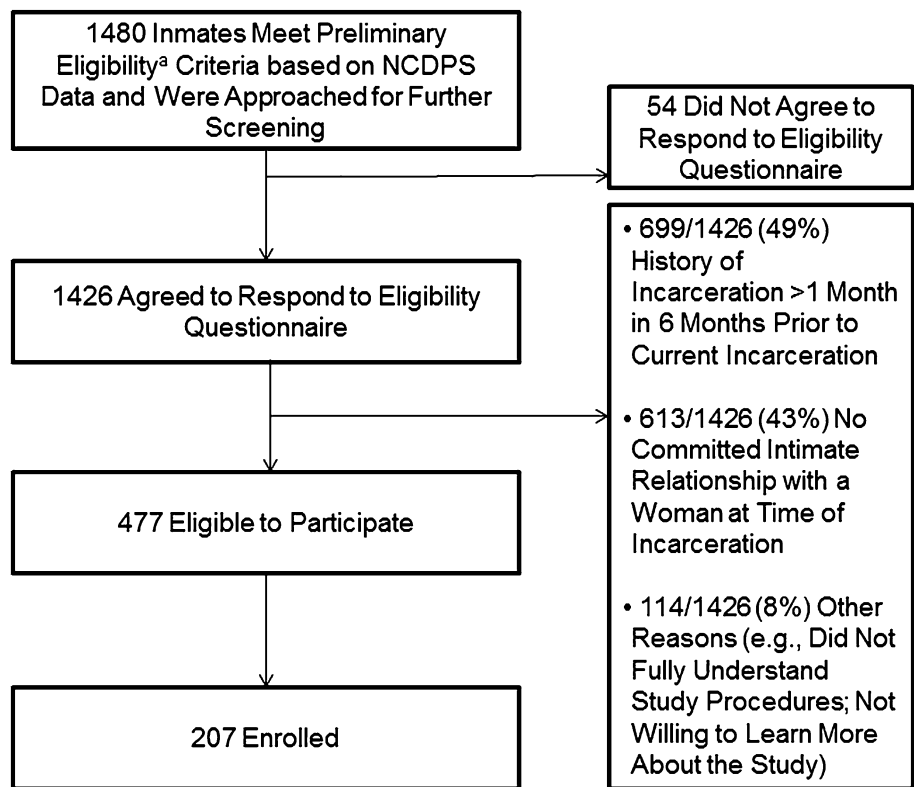 1480 Inmates Meet Preliminary
Eligibilityᵃ Criteria based on NCDPS
Data and Were Approached for Further
Screening
54 Did Not Agree to
Respond to Eligibility
Questionnaire
1426 Agreed to Respond to Eligibility
Questionnaire
• 699/1426 (49%)
History of
Incarceration >1 Month
in 6 Months Prior to
Current Incarceration
• 613/1426 (43%) No
Committed Intimate
Relationship with a
Woman at Time of
Incarceration
• 114/1426 (8%) Other
Reasons (e.g., Did Not
Fully Understand
Study Procedures; Not
Willing to Learn More
About the Study)
477 Eligible to Participate
207 Enrolled